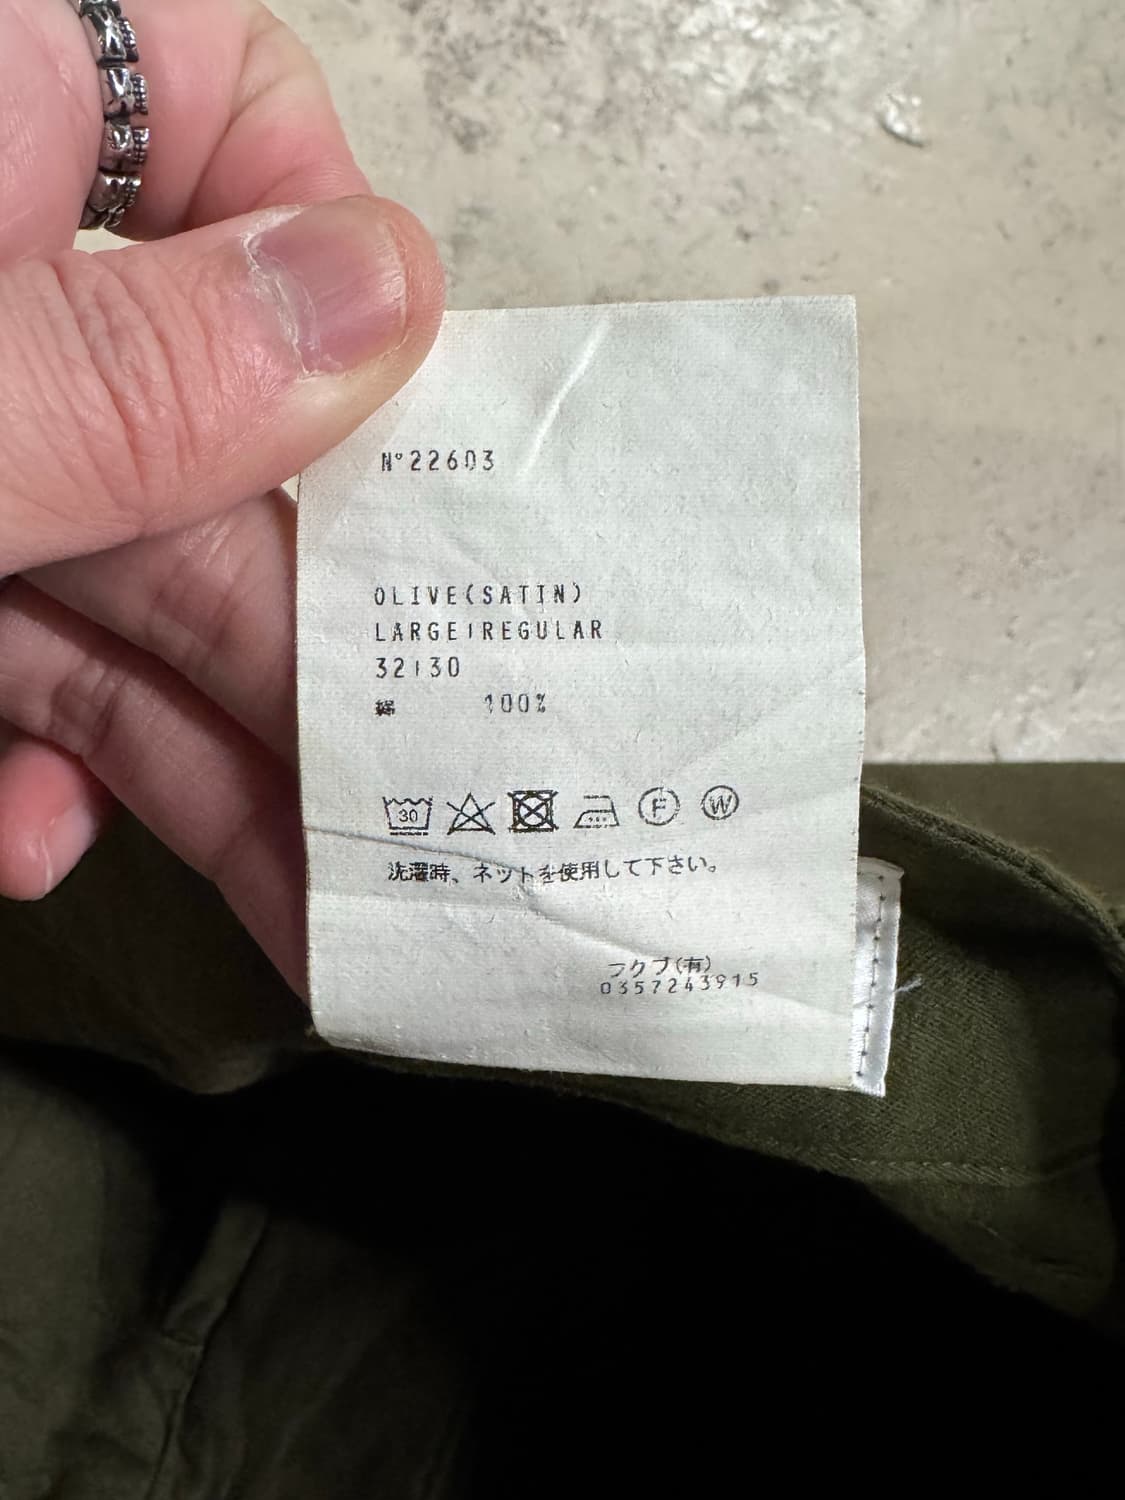 N°22603
OLIVE(SATIN)
LARGE|REGULAR
32|30
綿 100%
30 F W
洗濯時、ネットを使用して下さい。
フクブ(有)
0357243915